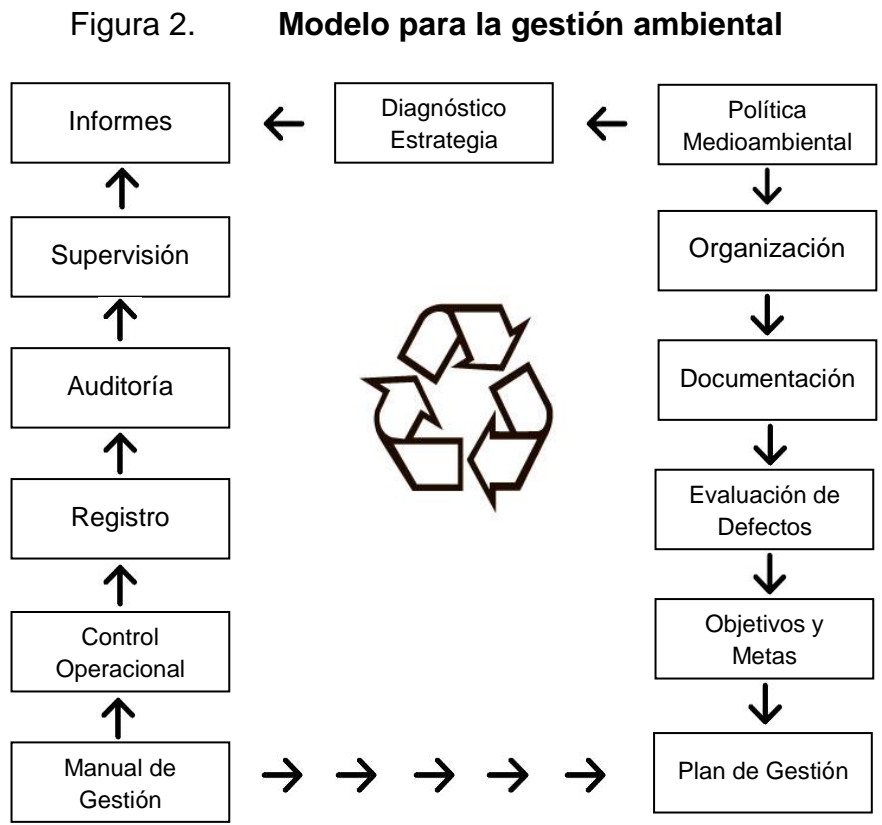 Figura 2. Modelo para la gestión ambiental
Informes
Diagnóstico
Estrategia
Política
Medioambiental
Supervisión
Organización
Auditoría
Documentación
Registro
Evaluación de
Defectos
Control
Operacional
Objetivos y
Metas
Manual de
Gestión
Plan de Gestión